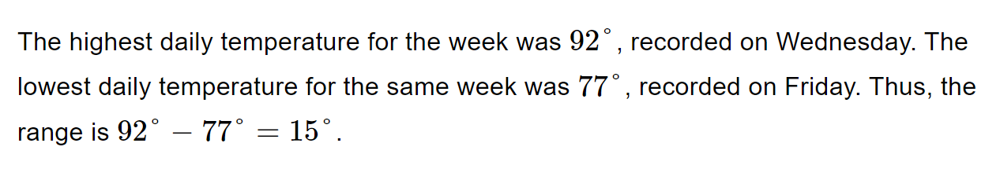 The highest daily temperature for the week was 92°, recorded on Wednesday. The
lowest daily temperature for the same week was 77°, recorded on Friday. Thus, the
range is 92° − 77° = 15°.